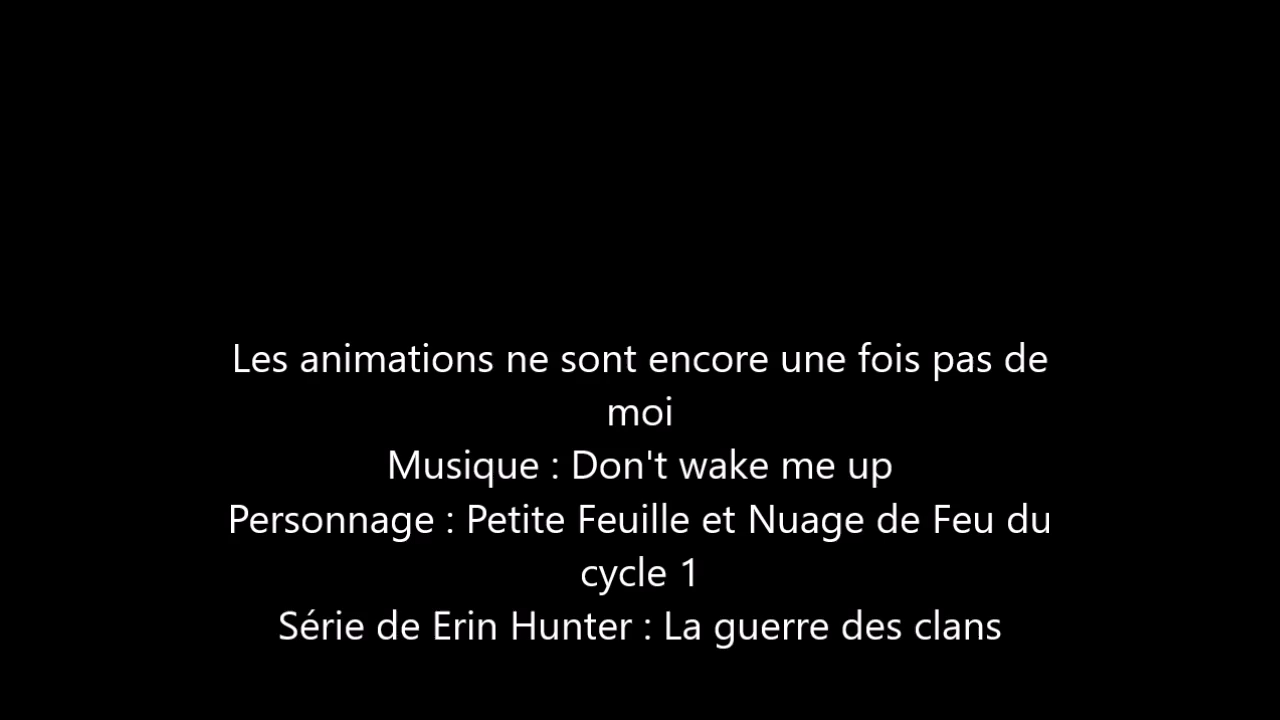 Les animations ne sont encore une fois pas de
moi
Musique : Don't wake me up
Personnage : Petite Feuille et Nuage de Feu du
cycle 1
Série de Erin Hunter : La guerre des clans